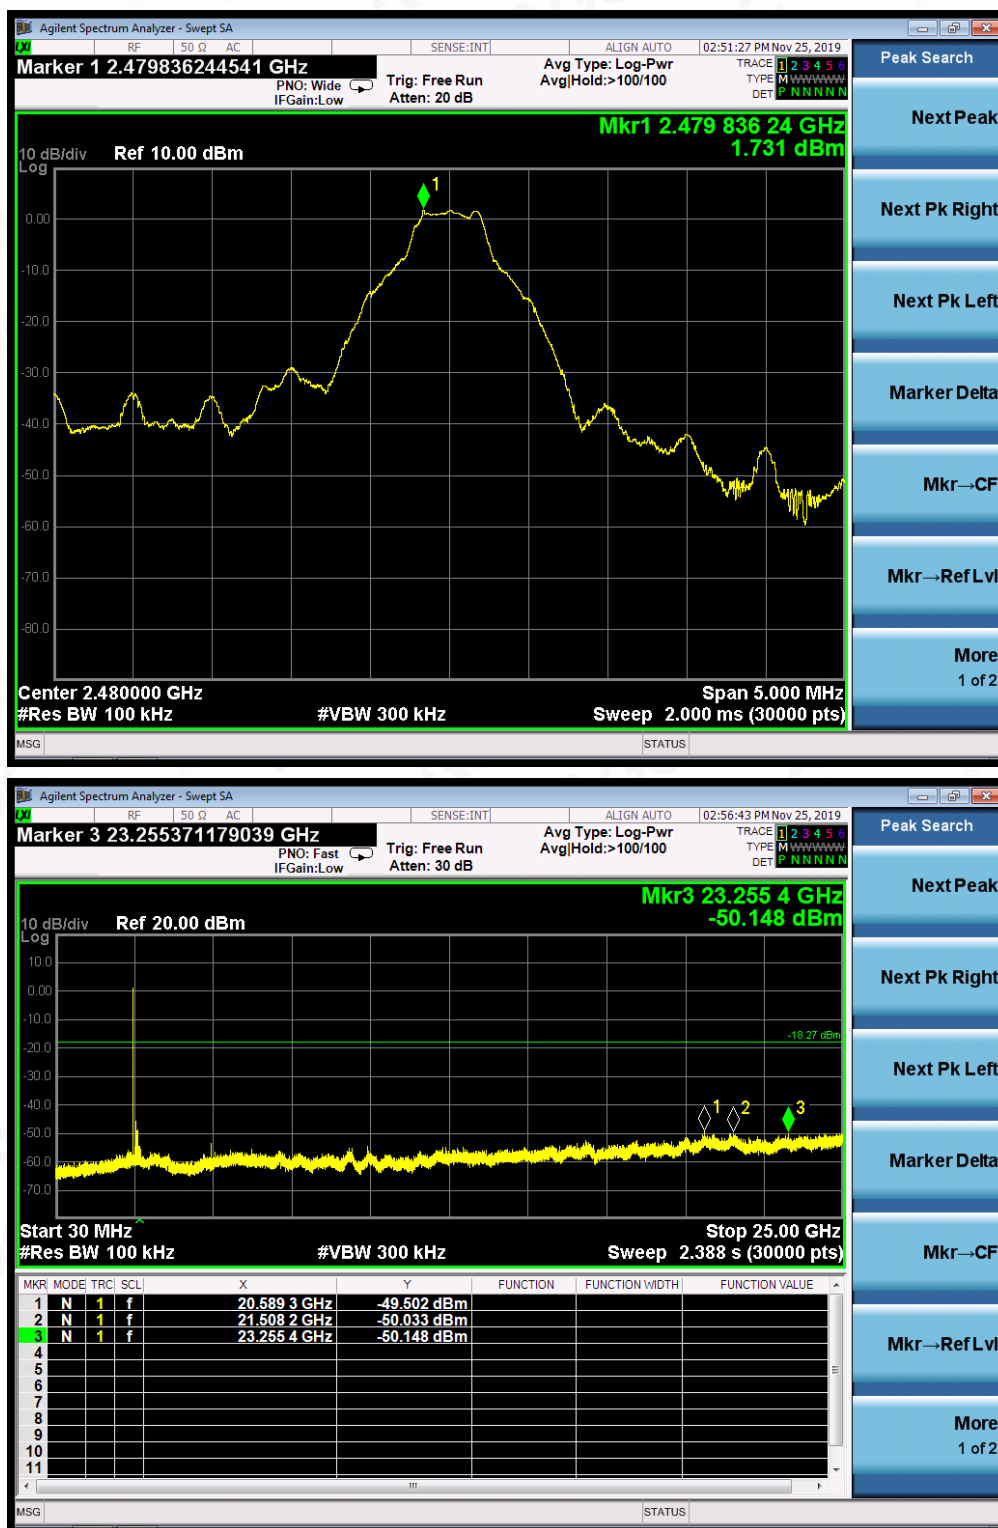 Agilent Spectrum Analyzer - Swept SA
LXI RF 50 Ω AC SENSE:INT ALIGN AUTO 02:51:27 PM Nov 25, 2019
Marker 1 2.479836244541 GHz
PNO: Wide
IFGain:Low
Trig: Free Run
Atten: 20 dB
Avg Type: Log-Pwr
Avg|Hold:>100/100
TRACE 1 2 3 4 5 6
TYPE M WWWWW
DET P N N N N N
Mkr1 2.479 836 24 GHz
1.731 dBm
10 dB/div Ref 10.00 dBm
Log
1
0.00
-10.0
-20.0
-30.0
-40.0
-50.0
-60.0
-70.0
-80.0
Center 2.480000 GHz Span 5.000 MHz
#Res BW 100 kHz #VBW 300 kHz Sweep 2.000 ms (30000 pts)
MSG STATUS
Peak Search
Next Peak
Next Pk Right
Next Pk Left
Marker Delta
Mkr→CF
Mkr→Ref Lvl
More
1 of 2
Agilent Spectrum Analyzer - Swept SA
LXI RF 50 Ω AC SENSE:INT ALIGN AUTO 02:56:43 PM Nov 25, 2019
Marker 3 23.255371179039 GHz
PNO: Fast
IFGain:Low
Trig: Free Run
Atten: 30 dB
Avg Type: Log-Pwr
Avg|Hold:>100/100
TRACE 1 2 3 4 5 6
TYPE M WWWWW
DET P N N N N N
Mkr3 23.255 4 GHz
-50.148 dBm
10 dB/div Ref 20.00 dBm
Log
10.0
0.00
-10.0
-20.0
-18.27 dBm
-30.0
-40.0
1 2 3
-50.0
-60.0
-70.0
Start 30 MHz Stop 25.00 GHz
#Res BW 100 kHz #VBW 300 kHz Sweep 2.388 s (30000 pts)
MKR MODE TRC SCL X Y FUNCTION FUNCTION WIDTH FUNCTION VALUE
1 N 1 f 20.589 3 GHz -49.502 dBm
2 N 1 f 21.508 2 GHz -50.033 dBm
3 N 1 f 23.255 4 GHz -50.148 dBm
4
5
6
7
8
9
10
11
MSG STATUS
Peak Search
Next Peak
Next Pk Right
Next Pk Left
Marker Delta
Mkr→CF
Mkr→Ref Lvl
More
1 of 2